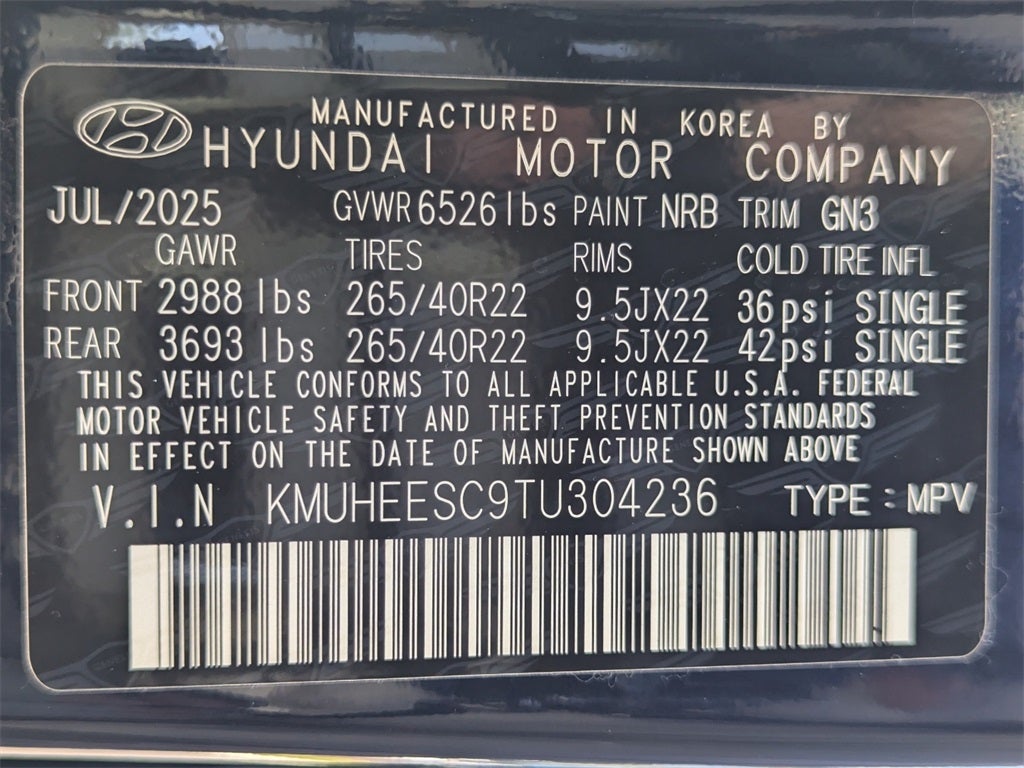 MANUFACTURED IN KOREA BY
HYUNDAI MOTOR COMPANY
JUL/2025 GVWR 6526 lbs PAINT NRB TRIM GN3
GAWR TIRES RIMS COLD TIRE INFL
FRONT 2988 lbs 265/40R22 9.5JX22 36psi SINGLE
REAR 3693 lbs 265/40R22 9.5JX22 42psi SINGLE
THIS VEHICLE CONFORMS TO ALL APPLICABLE U.S.A. FEDERAL
MOTOR VEHICLE SAFETY AND THEFT PREVENTION STANDARDS
IN EFFECT ON THE DATE OF MANUFACTURE SHOWN ABOVE
V.I.N KMUHEESC9TU304236 TYPE : MPV